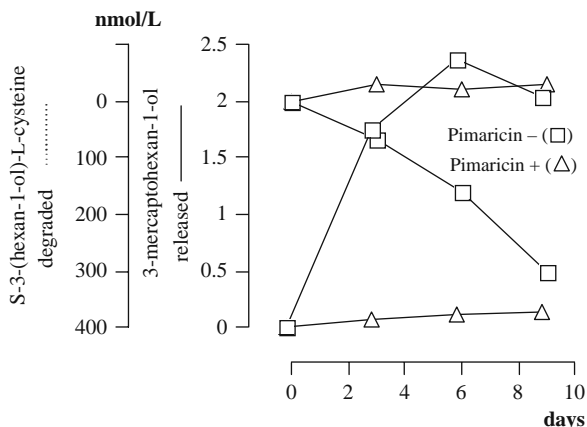 nmol/L
S-3-(hexan-1-ol)-L-cysteine
degraded
0
100
200
300
400
3-mercaptohexan-1-ol
released
2.5
2
1.5
1
0.5
0
Pimaricin – (□)
Pimaricin + (△)
0 2 4 6 8 10
days